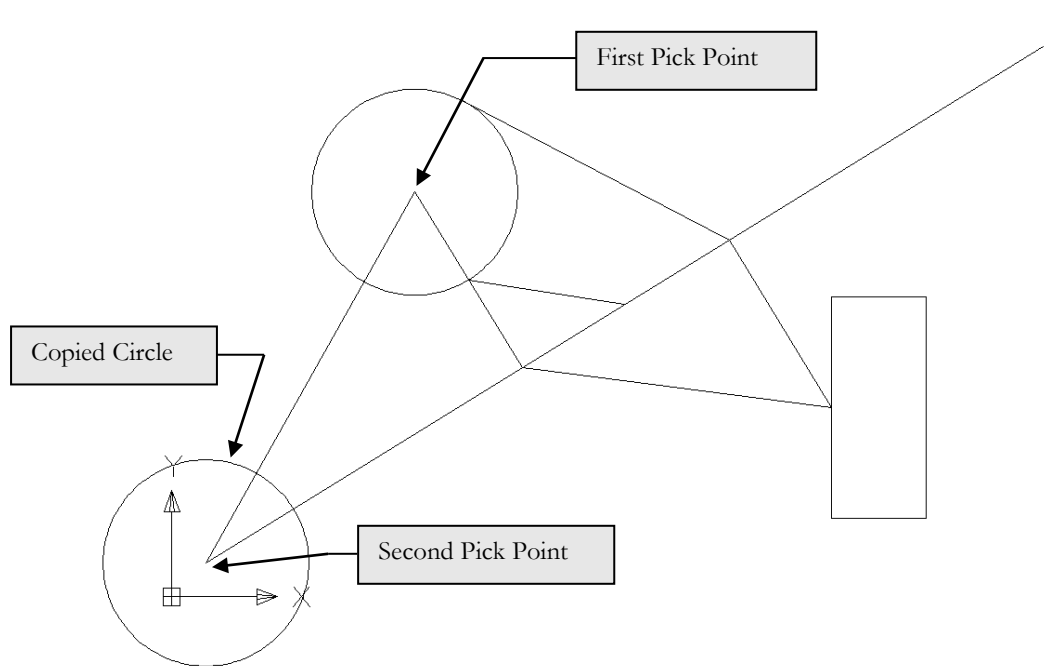 First Pick Point
Copied Circle
Y
Second Pick Point
X